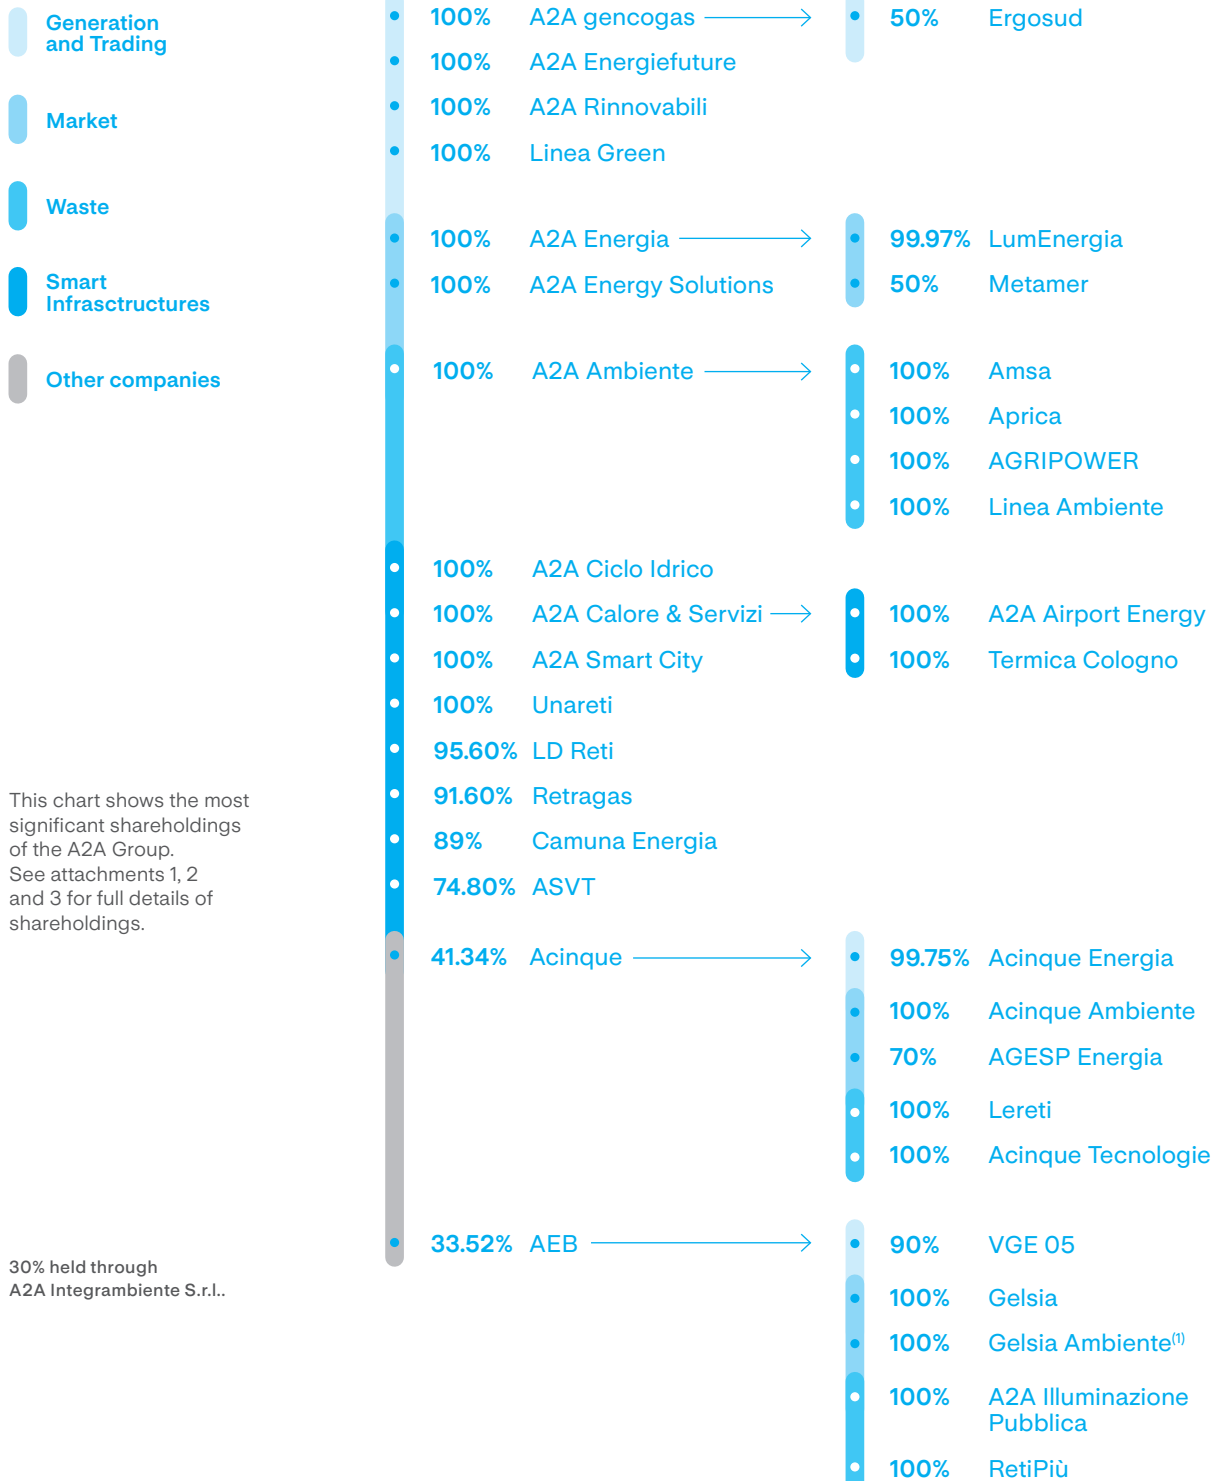 Generation
and Trading
Market
Waste
Smart
Infrasctructures
Other companies
This chart shows the most
significant shareholdings
of the A2A Group.
See attachments 1, 2
and 3 for full details of
shareholdings.
30% held through
A2A Integrambiente S.r.l..
100% A2A gencogas
50% Ergosud
100% A2A Energiefuture
100% A2A Rinnovabili
100% Linea Green
100% A2A Energia
99.97% LumEnergia
100% A2A Energy Solutions
50% Metamer
100% A2A Ambiente
100% Amsa
100% Aprica
100% AGRIPOWER
100% Linea Ambiente
100% A2A Ciclo Idrico
100% A2A Calore & Servizi
100% A2A Airport Energy
100% A2A Smart City
100% Termica Cologno
100% Unareti
95.60% LD Reti
91.60% Retragas
89% Camuna Energia
74.80% ASVT
41.34% Acinque
99.75% Acinque Energia
100% Acinque Ambiente
70% AGESP Energia
100% Lereti
100% Acinque Tecnologie
33.52% AEB
90% VGE 05
100% Gelsia
100% Gelsia Ambiente(1)
100% A2A Illuminazione
Pubblica
100% RetiPiù